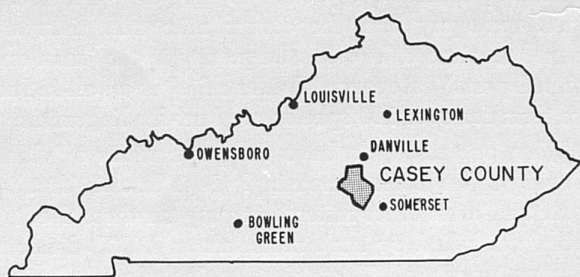 LOUISVILLE
LEXINGTON
DANVILLE
OWENSBORO
CASEY COUNTY
SOMERSET
BOWLING
GREEN